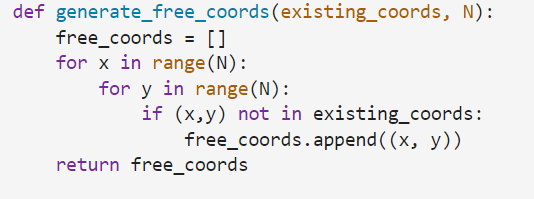 def generate_free_coords(existing_coords, N):
    free_coords = []
    for x in range(N):
        for y in range(N):
            if (x,y) not in existing_coords:
                free_coords.append((x, y))
    return free_coords